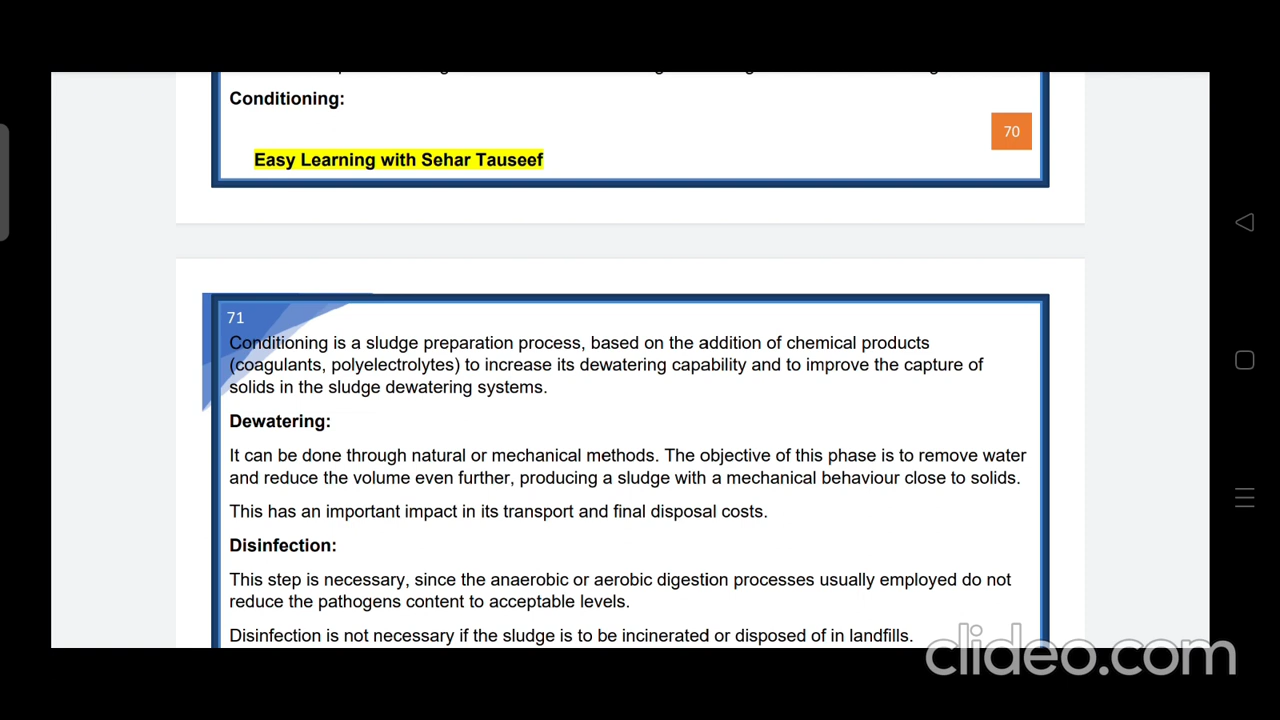 Conditioning:
70
Easy Learning with Sehar Tauseef
71
Conditioning is a sludge preparation process, based on the addition of chemical products
(coagulants, polyelectrolytes) to increase its dewatering capability and to improve the capture of
solids in the sludge dewatering systems.
Dewatering:
It can be done through natural or mechanical methods. The objective of this phase is to remove water
and reduce the volume even further, producing a sludge with a mechanical behaviour close to solids.
This has an important impact in its transport and final disposal costs.
Disinfection:
This step is necessary, since the anaerobic or aerobic digestion processes usually employed do not
reduce the pathogens content to acceptable levels.
Disinfection is not necessary if the sludge is to be incinerated or disposed of in landfills.
clideo.com